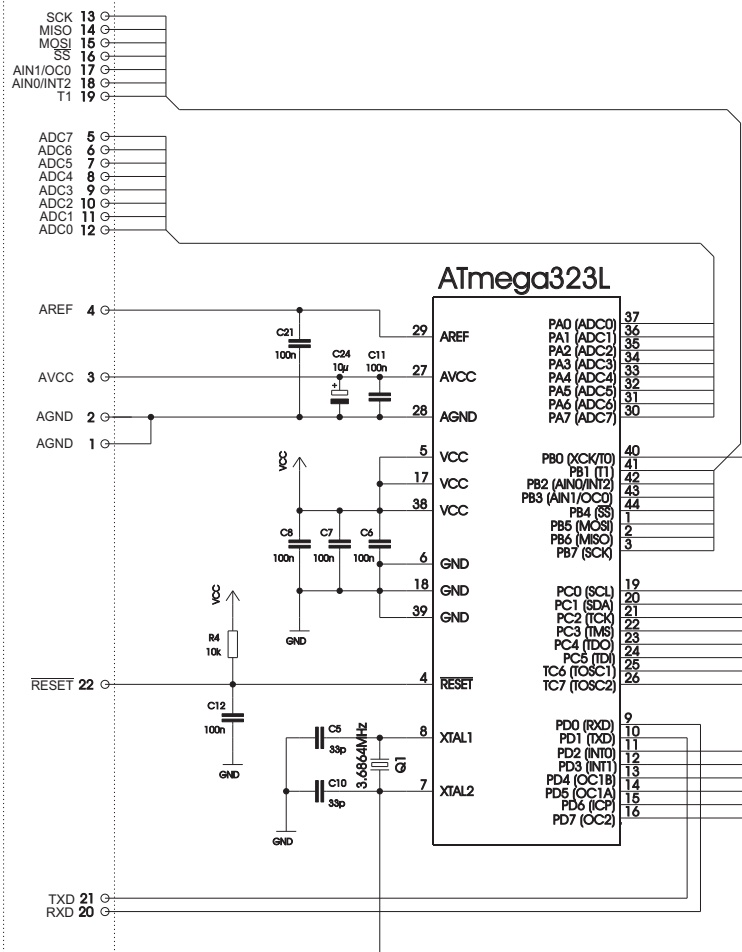 SCK 13
MISO 14
MOSI 15
SS 16
AIN1/OC0 17
AIN0/INT2 18
T1 19
ADC7 5
ADC6 6
ADC5 7
ADC4 8
ADC3 9
ADC2 10
ADC1 11
ADC0 12
ATmega323L
AREF 4
AVCC 3
AGND 2
AGND 1
C21
100n
C24
10µ
+
C11
100n
29 AREF
27 AVCC
28 AGND
5 VCC
17 VCC
38 VCC
6 GND
18 GND
39 GND
4 RESET
8 XTAL1
7 XTAL2
PA0 (ADC0) 37
PA1 (ADC1) 36
PA2 (ADC2) 35
PA3 (ADC3) 34
PA4 (ADC4) 33
PA5 (ADC5) 32
PA6 (ADC6) 31
PA7 (ADC7) 30
PB0 (XCK/T0) 40
PB1 (T1) 41
PB2 (AIN0/INT2) 42
PB3 (AIN1/OC0) 43
PB4 (SS) 44
PB5 (MOSI) 1
PB6 (MISO) 2
PB7 (SCK) 3
PC0 (SCL) 19
PC1 (SDA) 20
PC2 (TCK) 21
PC3 (TMS) 22
PC4 (TDO) 23
PC5 (TDI) 24
TC6 (TOSC1) 25
TC7 (TOSC2) 26
PD0 (RXD) 9
PD1 (TXD) 10
PD2 (INT0) 11
PD3 (INT1) 12
PD4 (OC1B) 13
PD5 (OC1A) 14
PD6 (ICP) 15
PD7 (OC2) 16
VCC
C8
100n
C7
100n
C6
100n
GND
VCC
R4
10k
RESET 22
C12
100n
GND
C5
33p
C10
33p
3.6864MHz
Q1
GND
TXD 21
RXD 20